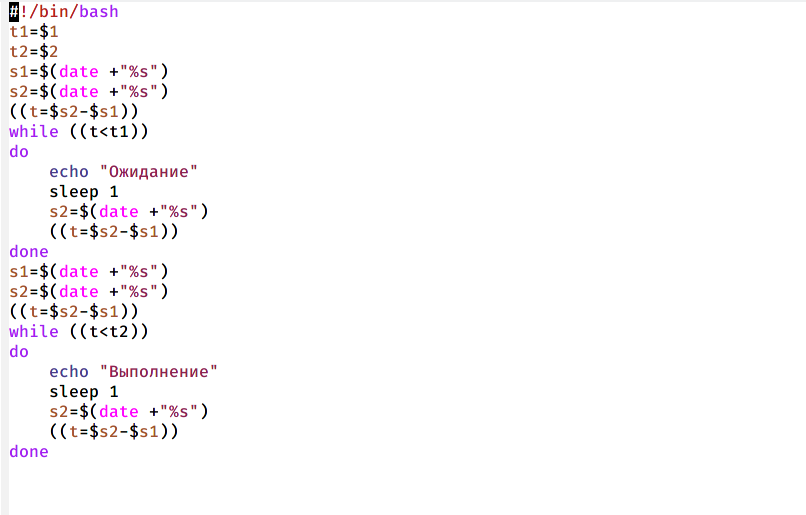 #!/bin/bash
t1=$1
t2=$2
s1=$(date +"%s")
s2=$(date +"%s")
((t=$s2-$s1))
while ((t<t1))
do
    echo "Ожидание"
    sleep 1
    s2=$(date +"%s")
    ((t=$s2-$s1))
done
s1=$(date +"%s")
s2=$(date +"%s")
((t=$s2-$s1))
while ((t<t2))
do
    echo "Выполнение"
    sleep 1
    s2=$(date +"%s")
    ((t=$s2-$s1))
done